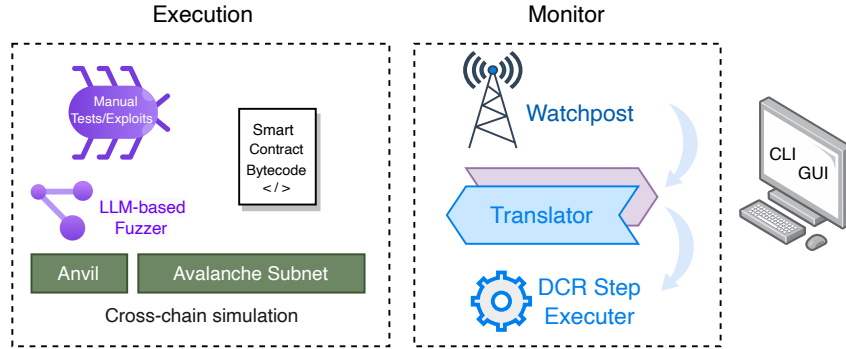 Execution
Manual
Tests/Exploits
Smart
Contract
Bytecode
</>
LLM-based
Fuzzer
Anvil
Avalanche Subnet
Cross-chain simulation
Monitor
Watchpost
Translator
DCR Step
Executer
CLI
GUI